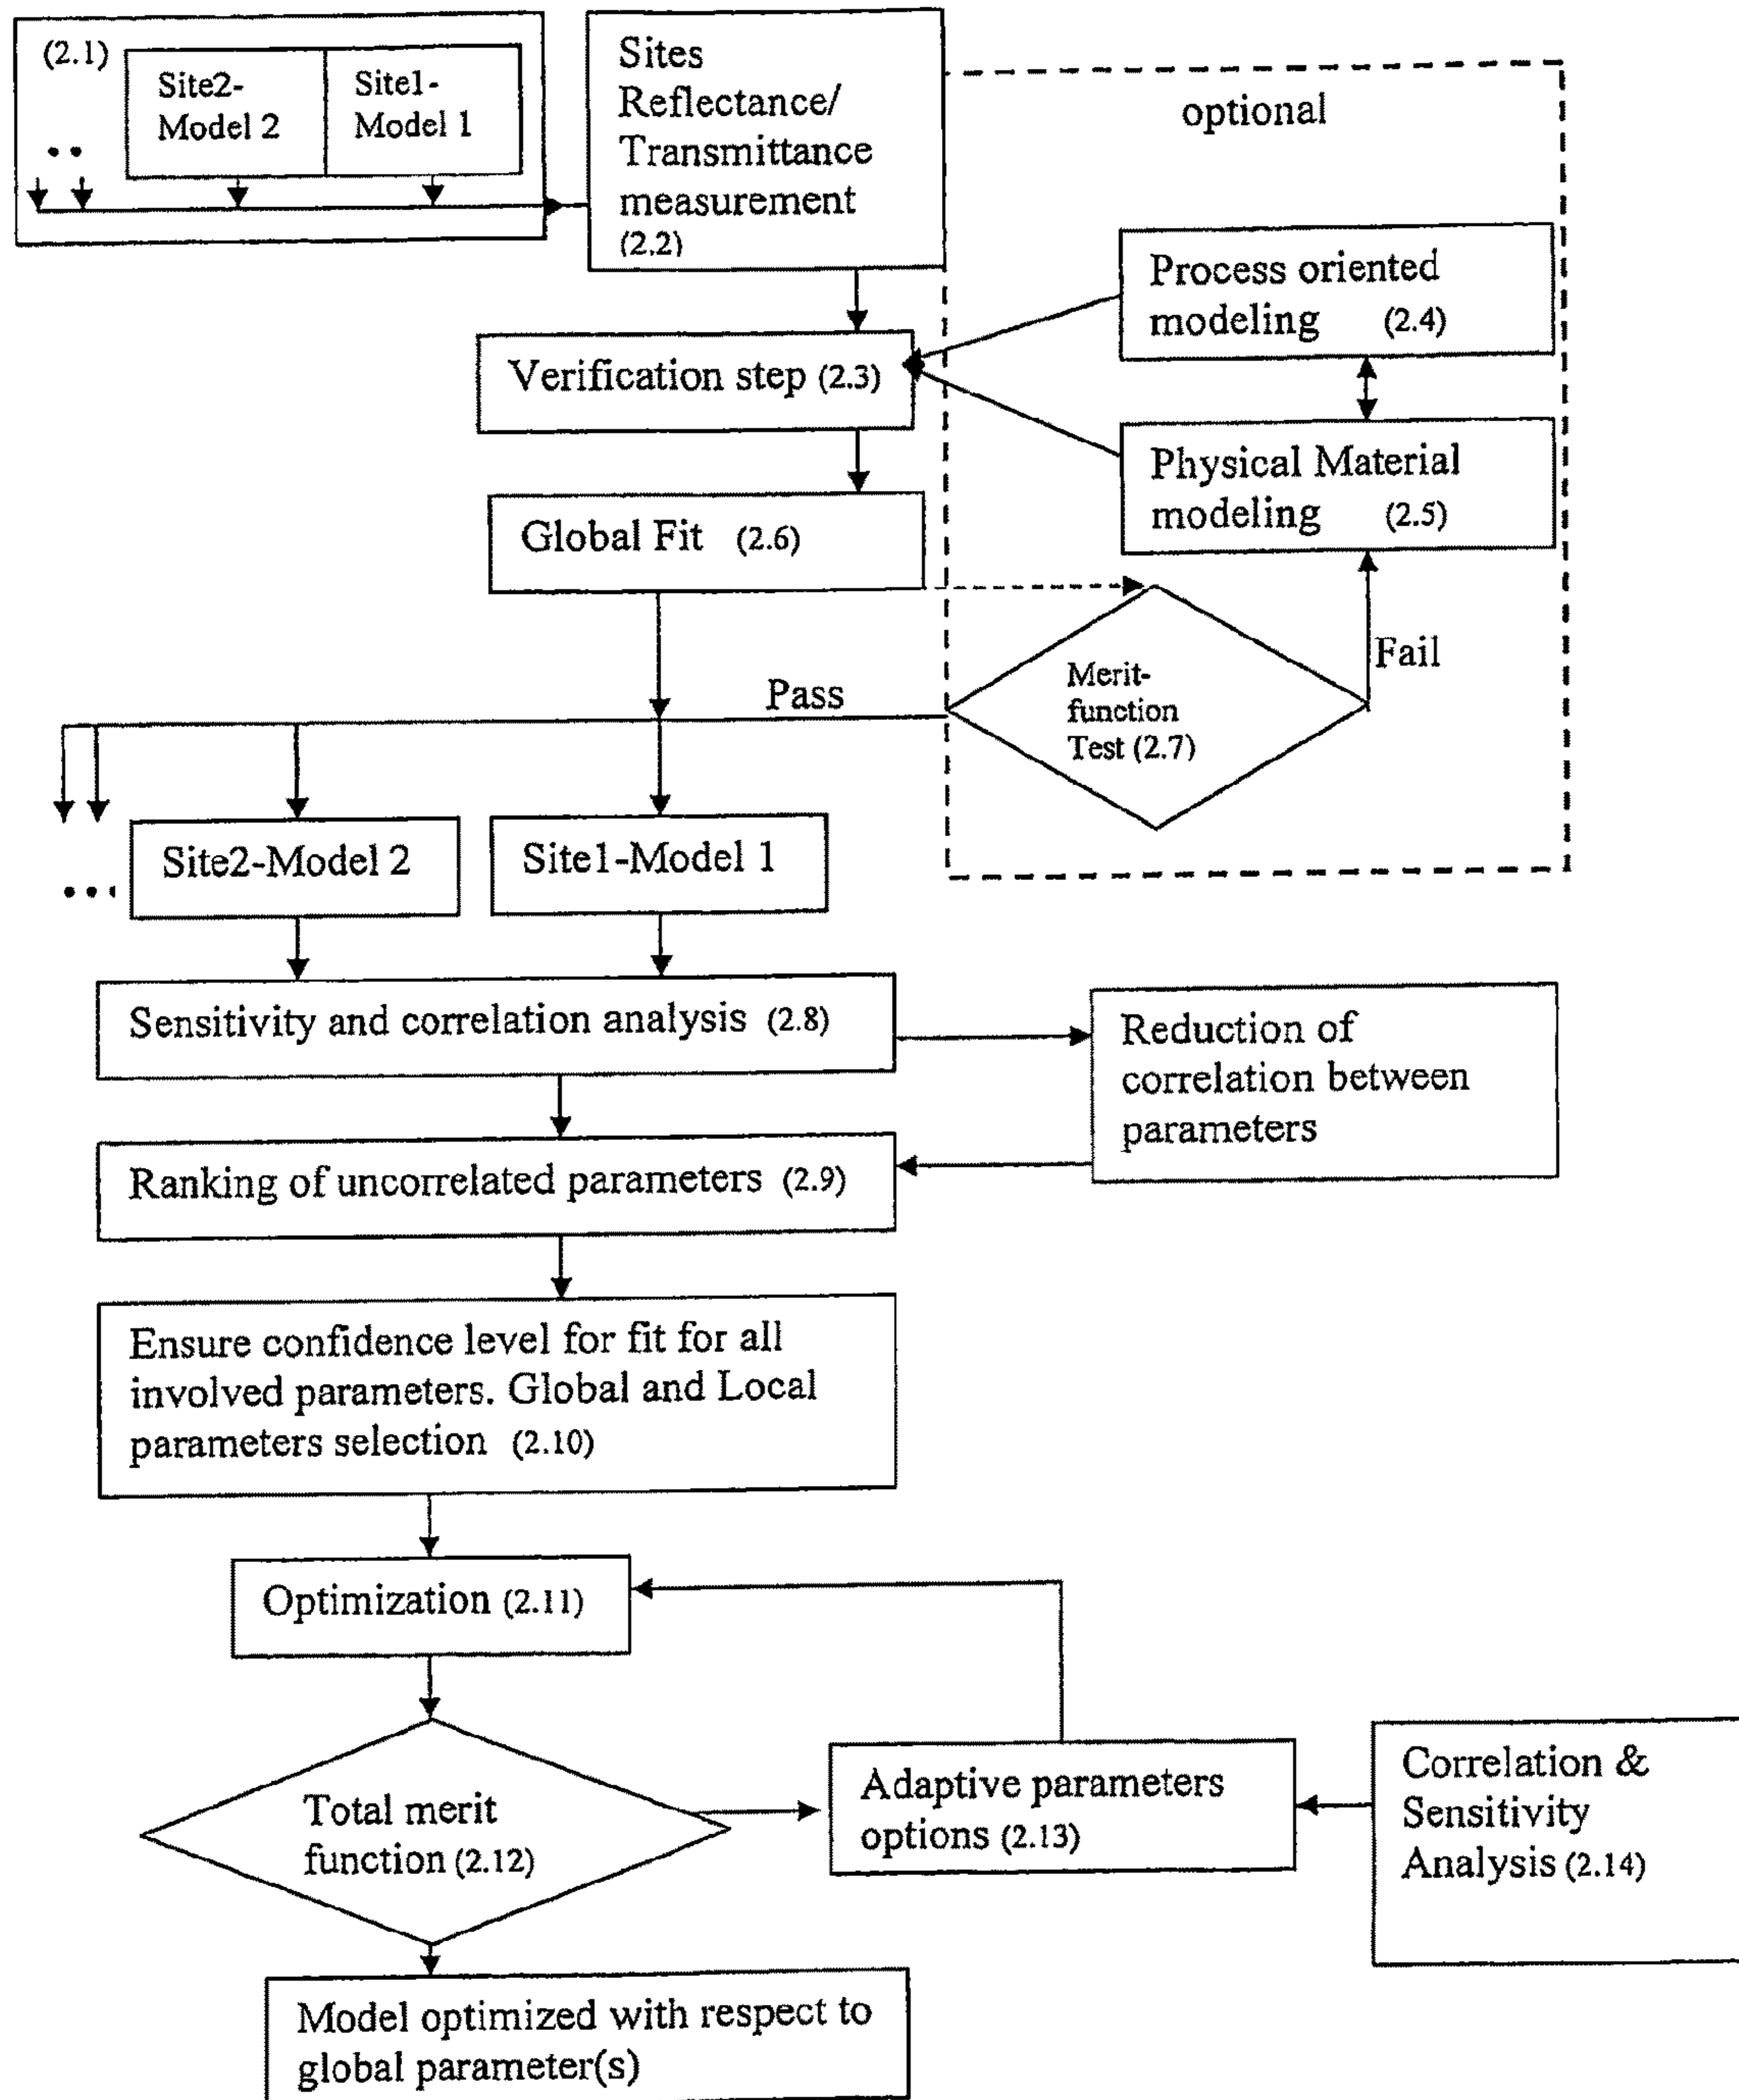 (2.1)
Site2-
Model 2
Site1-
Model 1
Sites
Reflectance/
Transmittance
measurement
(2.2)
optional
Process oriented
modeling (2.4)
Verification step (2.3)
Physical Material
modeling (2.5)
Global Fit (2.6)
Fail
Merit-
function
Test (2.7)
Pass
Site2-Model 2
Site1-Model 1
Sensitivity and correlation analysis (2.8)
Reduction of
correlation between
parameters
Ranking of uncorrelated parameters (2.9)
Ensure confidence level for fit for all
involved parameters. Global and Local
parameters selection (2.10)
Optimization (2.11)
Total merit
function (2.12)
Adaptive parameters
options (2.13)
Correlation &
Sensitivity
Analysis (2.14)
Model optimized with respect to
global parameter(s)